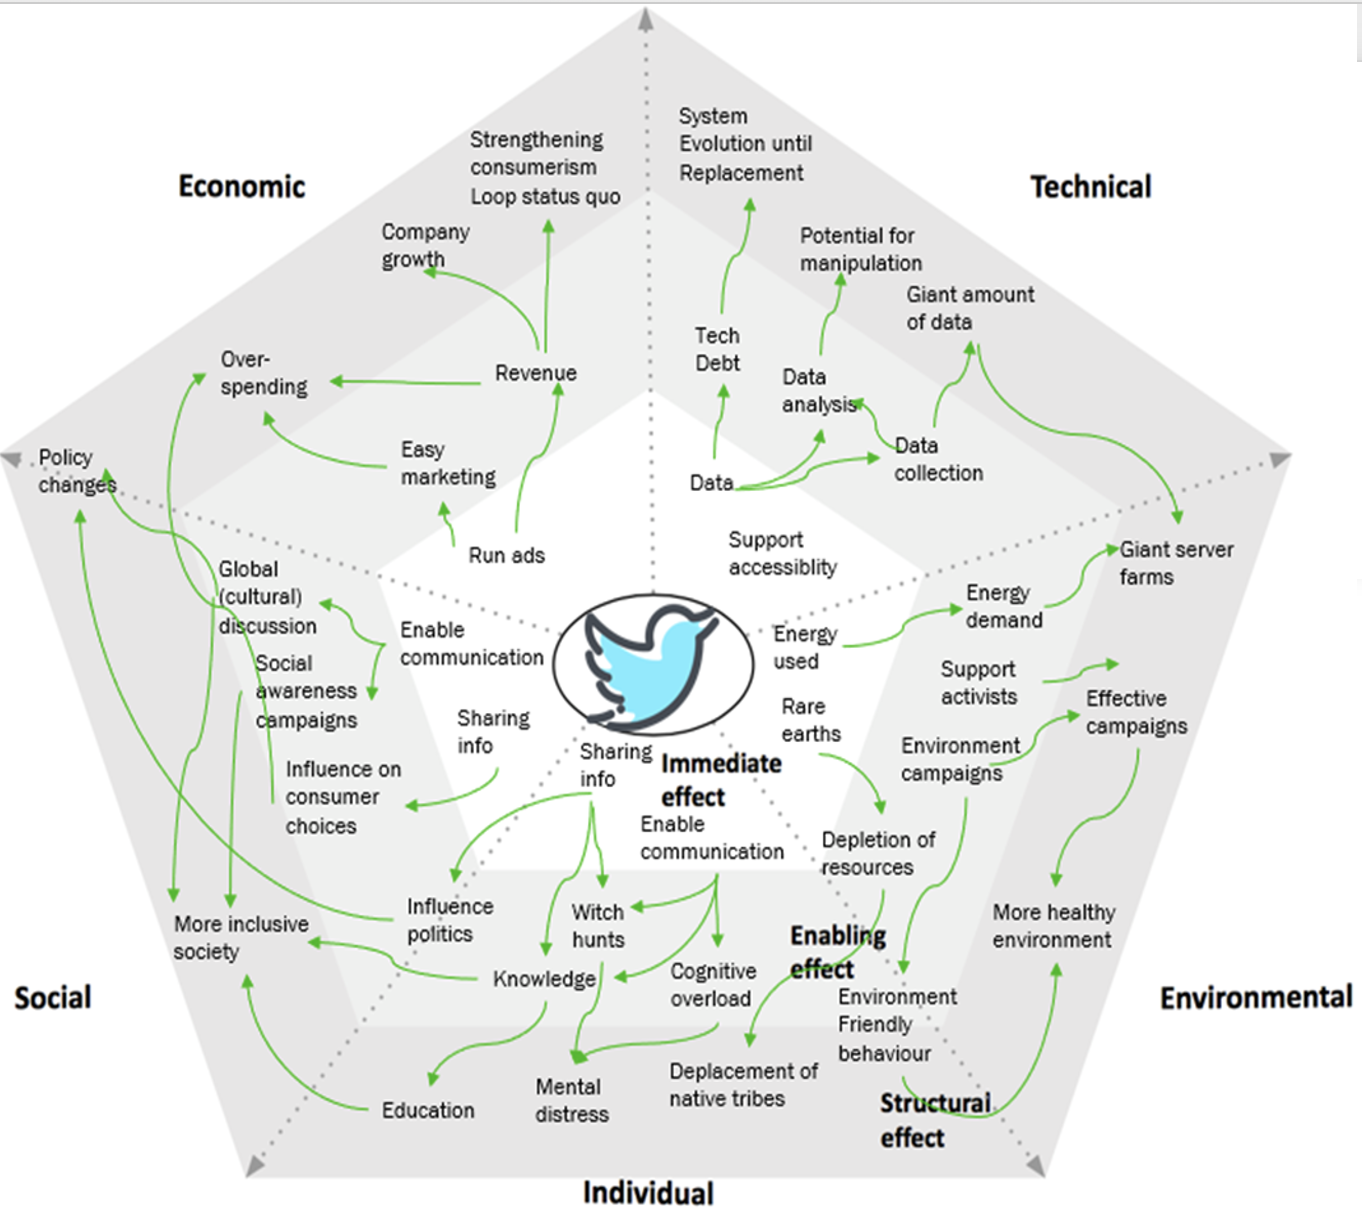 System
Evolution until
Replacement
Strengthening
consumerism
Loop status quo
Economic
Technical
Company
growth
Potential for
manipulation
Giant amount
of data
Tech
Debt
Over-
spending
Revenue
Data
analysis
Policy
changes
Easy
marketing
Data
collection
Data
Run ads
Support
accessiblity
Giant server
farms
Global
(cultural)
discussion
Energy
demand
Enable
communication
Energy
used
Social
awareness
campaigns
Support
activists
Effective
campaigns
Sharing
info
Rare
earths
Sharing
info
Immediate
effect
Environment
campaigns
Influence on
consumer
choices
Enable
communication
Depletion of
resources
Influence
politics
Witch
hunts
More inclusive
society
More healthy
environment
Enabling
effect
Knowledge
Cognitive
overload
Social
Environmental
Environment
Friendly
behaviour
Education
Mental
distress
Deplacement of
native tribes
Structural
effect
Individual